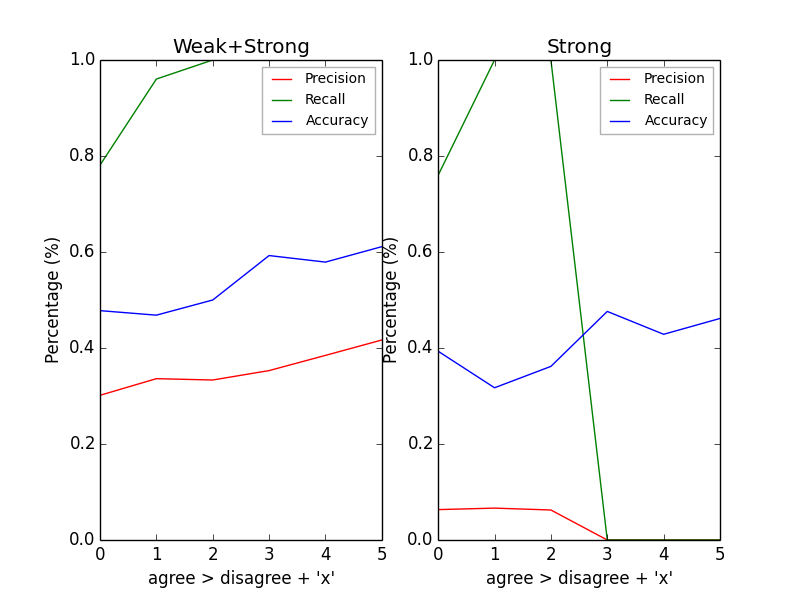 Weak+Strong
Precision
Recall
Accuracy
1.0
0.8
0.6
0.4
0.2
0.0
Percentage (%)
0 1 2 3 4 5
agree > disagree + 'x'
Strong
Precision
Recall
Accuracy
1.0
0.8
0.6
0.4
0.2
0.0
Percentage (%)
0 1 2 3 4 5
agree > disagree + 'x'